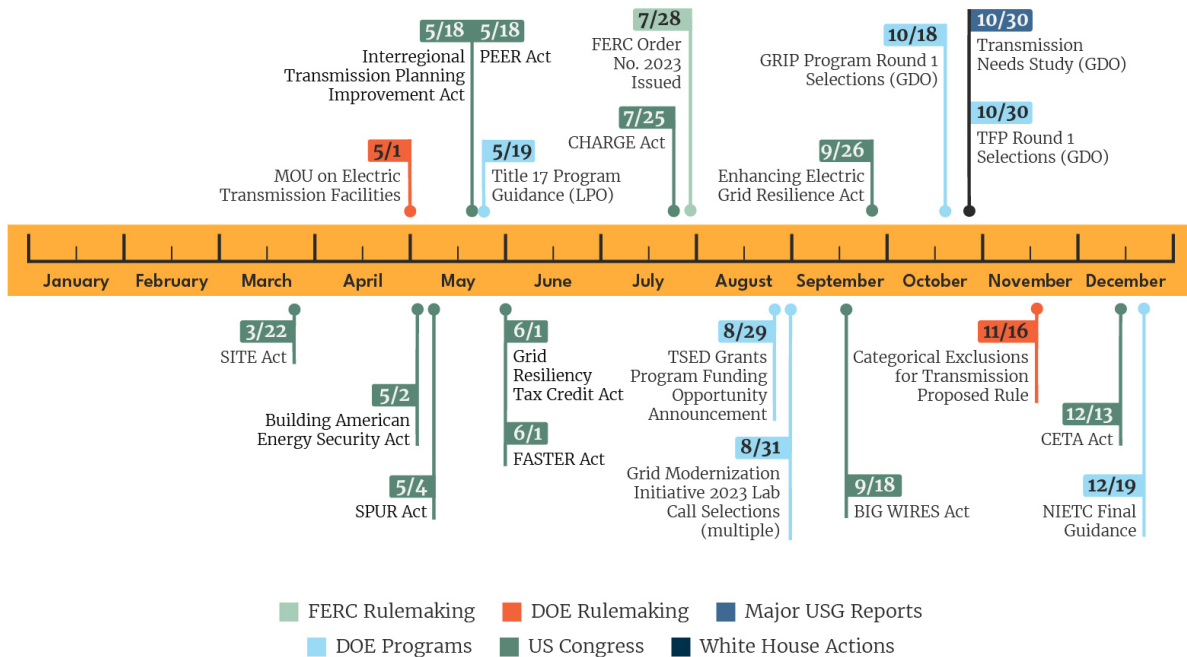 5/18
Interregional
Transmission Planning
Improvement Act
5/18
PEER Act
7/28
FERC Order
No. 2023
Issued
10/18
GRIP Program Round 1
Selections (GDO)
10/30
Transmission
Needs Study (GDO)
5/1
MOU on Electric
Transmission Facilities
5/19
Title 17 Program
Guidance (LPO)
7/25
CHARGE Act
9/26
Enhancing Electric
Grid Resilience Act
10/30
TFP Round 1
Selections (GDO)
January
February
March
April
May
June
July
August
September
October
November
December
3/22
SITE Act
5/2
Building American
Energy Security Act
5/4
SPUR Act
6/1
Grid
Resiliency
Tax Credit Act
6/1
FASTER Act
8/29
TSED Grants
Program Funding
Opportunity
Announcement
8/31
Grid Modernization
Initiative 2023 Lab
Call Selections
(multiple)
9/18
BIG WIRES Act
11/16
Categorical Exclusions
for Transmission
Proposed Rule
12/13
CETA Act
12/19
NIETC Final
Guidance
FERC Rulemaking
DOE Rulemaking
Major USG Reports
DOE Programs
US Congress
White House Actions